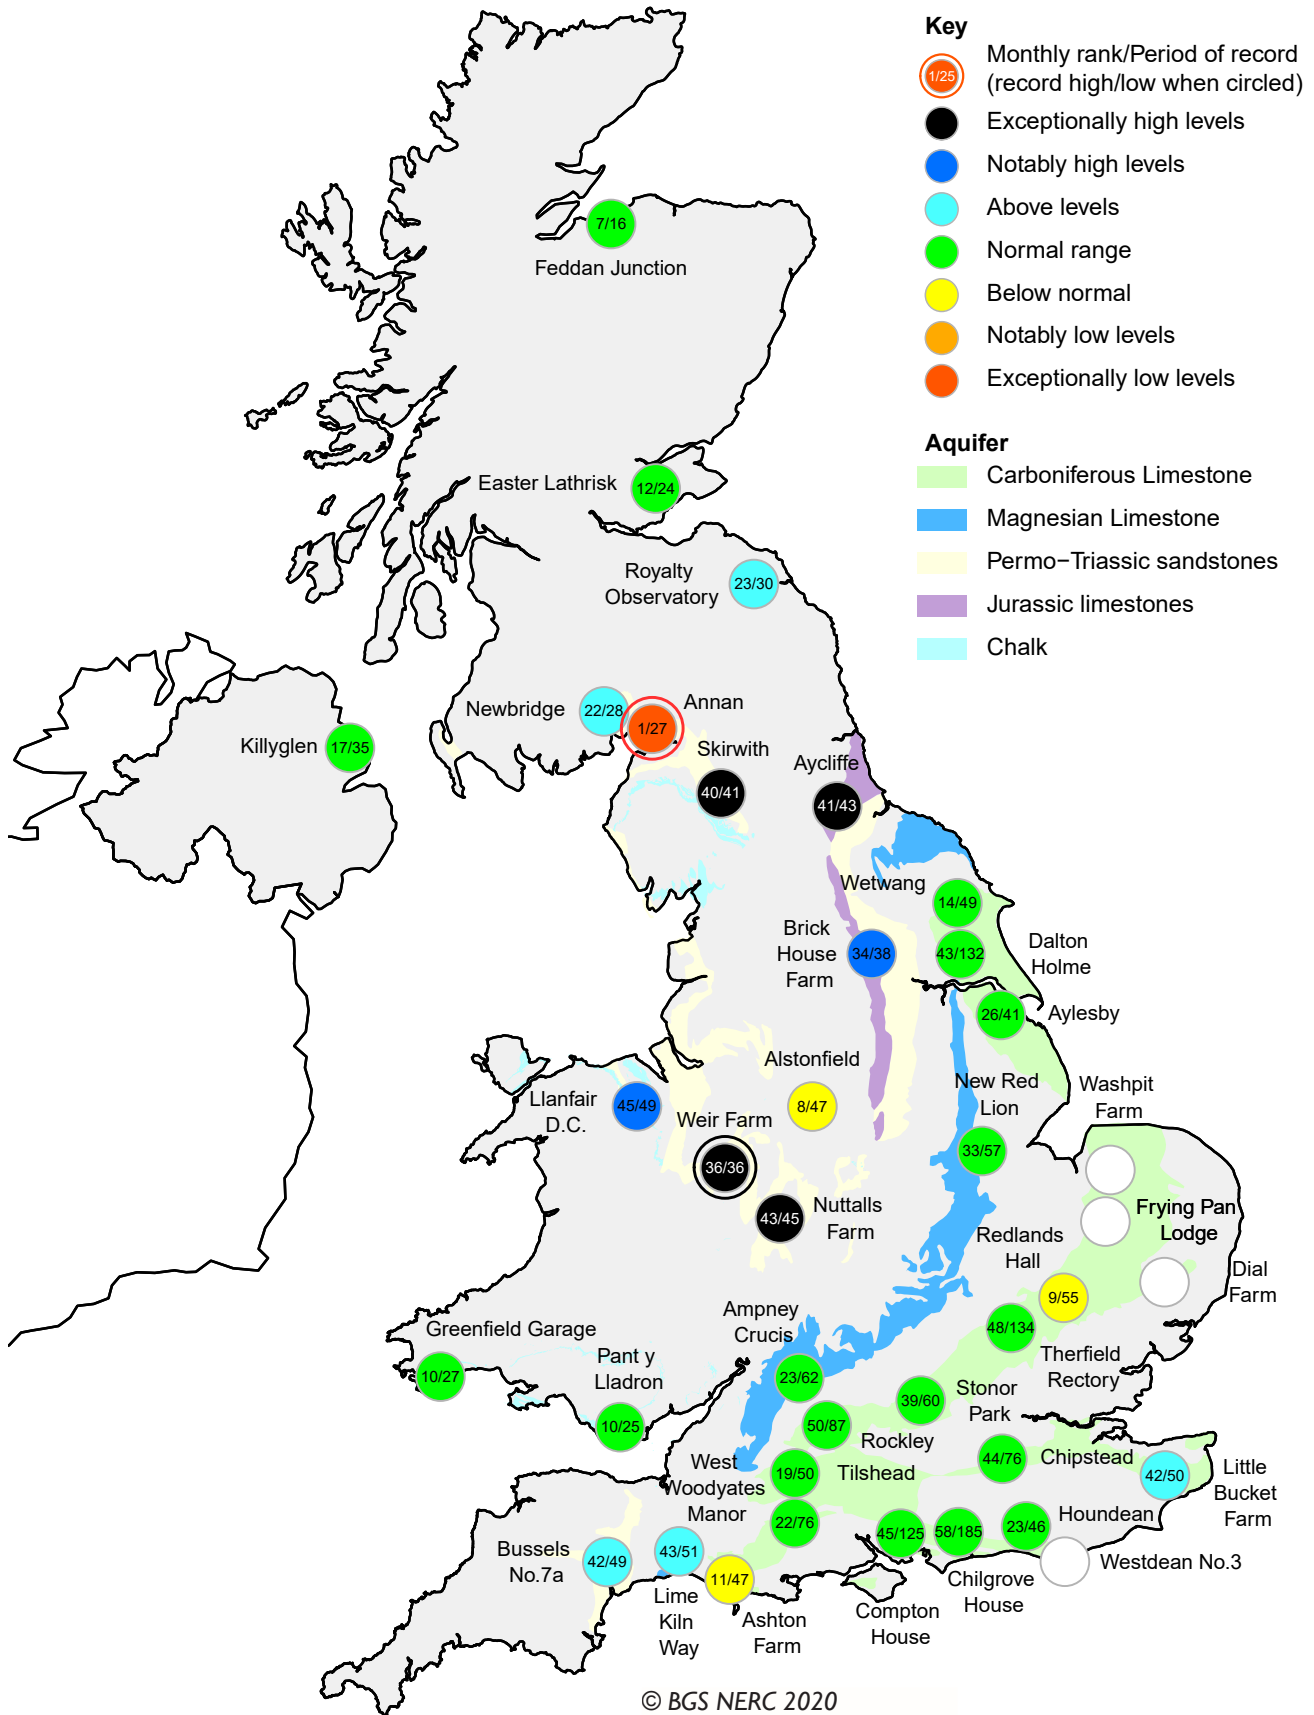 Key
1/25
Monthly rank/Period of record
(record high/low when circled)
Exceptionally high levels
Notably high levels
Above levels
Normal range
Below normal
Notably low levels
Exceptionally low levels
Aquifer
Carboniferous Limestone
Magnesian Limestone
Permo−Triassic sandstones
Jurassic limestones
Chalk
7/16
Feddan Junction
Easter Lathrisk
12/24
Royalty
Observatory
23/30
Newbridge
22/28
Annan
1/27
Killyglen
17/35
Skirwith
40/41
Aycliffe
41/43
Wetwang
14/49
Brick
House
Farm
34/38
43/132
Dalton
Holme
26/41
Aylesby
Llanfair
D.C.
45/49
Alstonfield
8/47
New Red
Lion
33/57
Washpit
Farm
Weir Farm
36/36
43/45
Nuttalls
Farm
Frying Pan
Lodge
Redlands
Hall
9/55
Dial
Farm
Ampney
Crucis
23/62
48/134
Therfield
Rectory
Greenfield Garage
10/27
Pant y
Lladron
10/25
39/60
Stonor
Park
50/87
Rockley
West
Woodyates
Manor
22/76
19/50
Tilshead
44/76
Chipstead
42/50
Little
Bucket
Farm
Bussels
No.7a
42/49
43/51
Lime
Kiln
Way
11/47
Ashton
Farm
45/125
Compton
House
58/185
Chilgrove
House
23/46
Houndean
Westdean No.3
© BGS NERC 2020